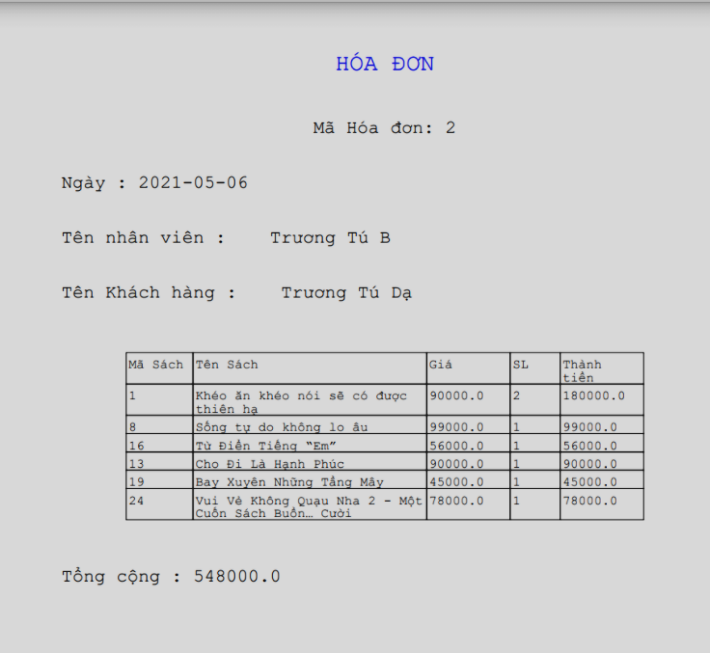 HÓA ĐƠN
Mã Hóa đơn: 2
Ngày : 2021-05-06
Tên nhân viên : Trương Tú B
Tên Khách hàng : Trương Tú Dạ
Mã Sách Tên Sách Giá SL Thành
tiền
1 Khéo ăn khéo nói sẽ có được 90000.0 2 180000.0
thiên hạ
8 Sống tự do không lo âu 99000.0 1 99000.0
16 Từ Điển Tiếng “Em” 56000.0 1 56000.0
13 Cho Đi Là Hạnh Phúc 90000.0 1 90000.0
19 Bay Xuyên Những Tầng Mây 45000.0 1 45000.0
24 Vui Vẻ Không Quạu Nha 2 - Một 78000.0 1 78000.0
Cuốn Sách Buồn… Cười
Tổng cộng : 548000.0